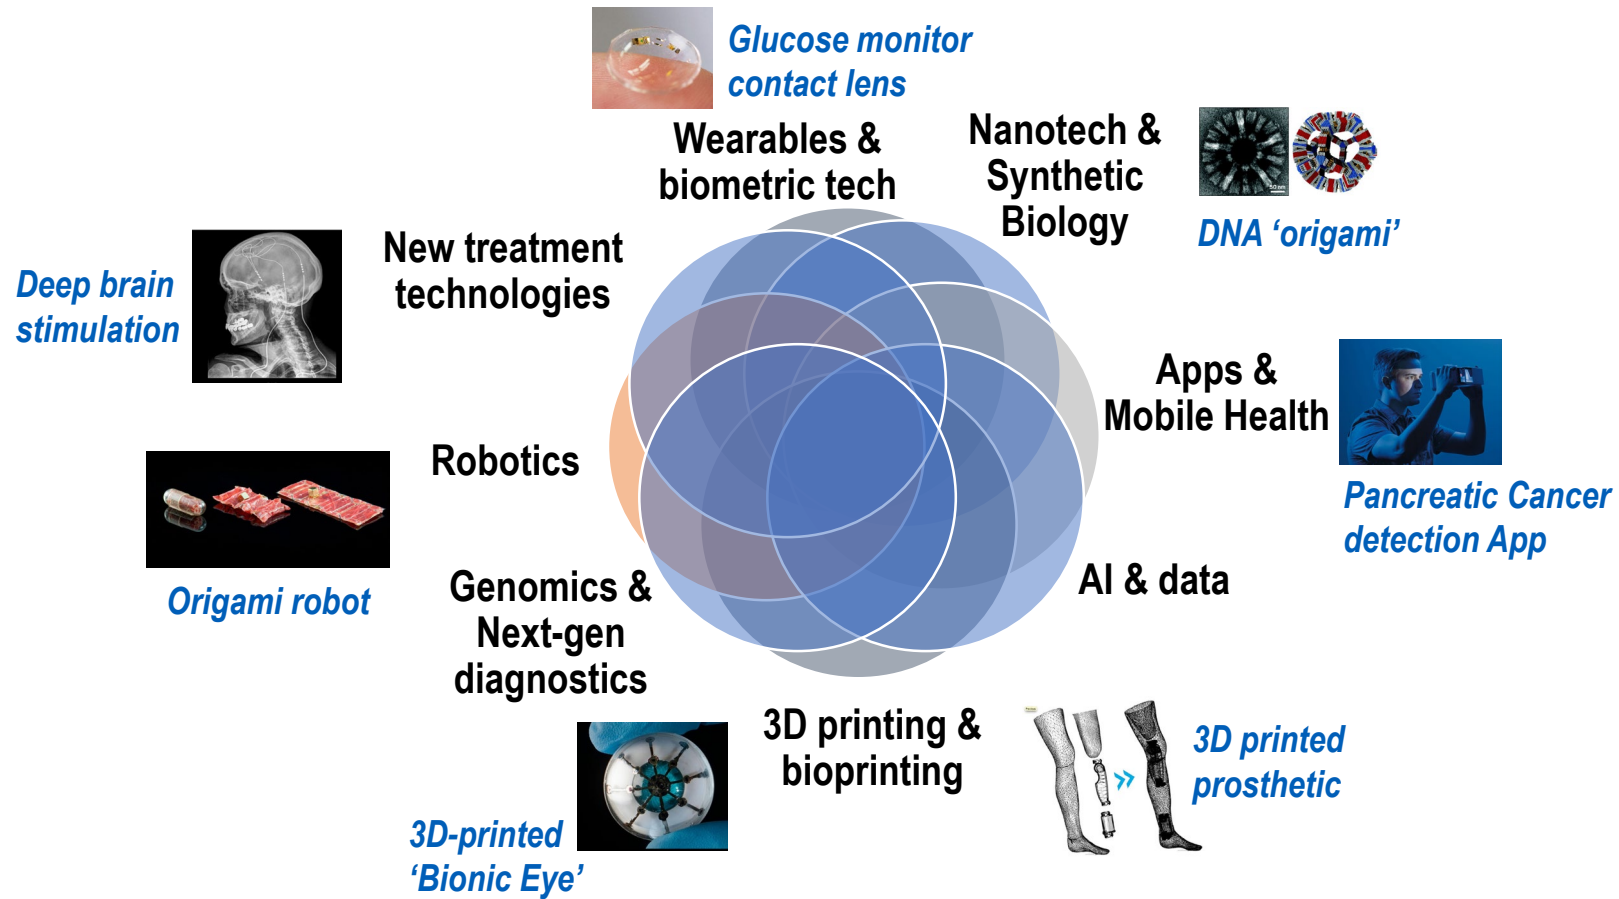 Glucose monitor
contact lens
Wearables &
biometric tech
Nanotech &
Synthetic
Biology
DNA ‘origami’
50 nm
New treatment
technologies
Deep brain
stimulation
Apps &
Mobile Health
Pancreatic Cancer
detection App
Robotics
Origami robot
AI & data
Genomics &
Next-gen
diagnostics
3D printing &
bioprinting
3D printed
prosthetic
3D-printed
‘Bionic Eye’